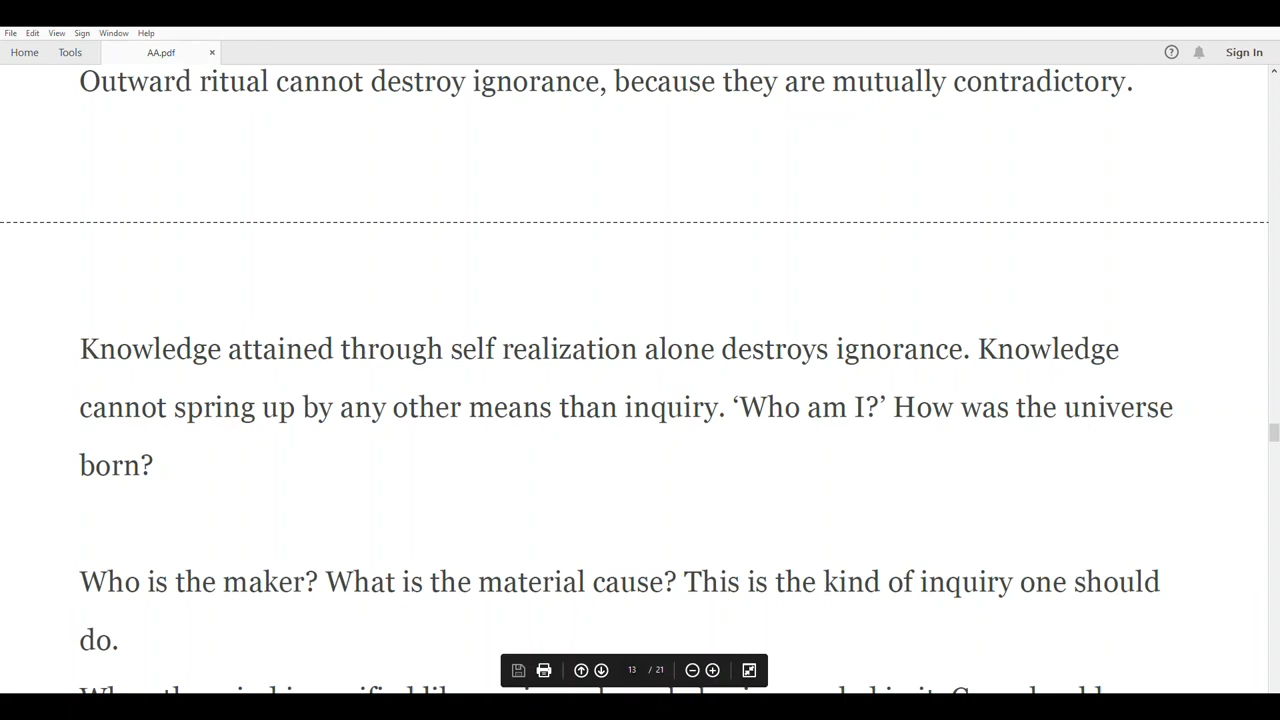 File Edit View Sign Window Help
Home Tools AA.pdf × ? Sign In
Outward ritual cannot destroy ignorance, because they are mutually contradictory.
Knowledge attained through self realization alone destroys ignorance. Knowledge
cannot spring up by any other means than inquiry. ‘Who am I?’ How was the universe
born?
Who is the maker? What is the material cause? This is the kind of inquiry one should
do.
13 / 21